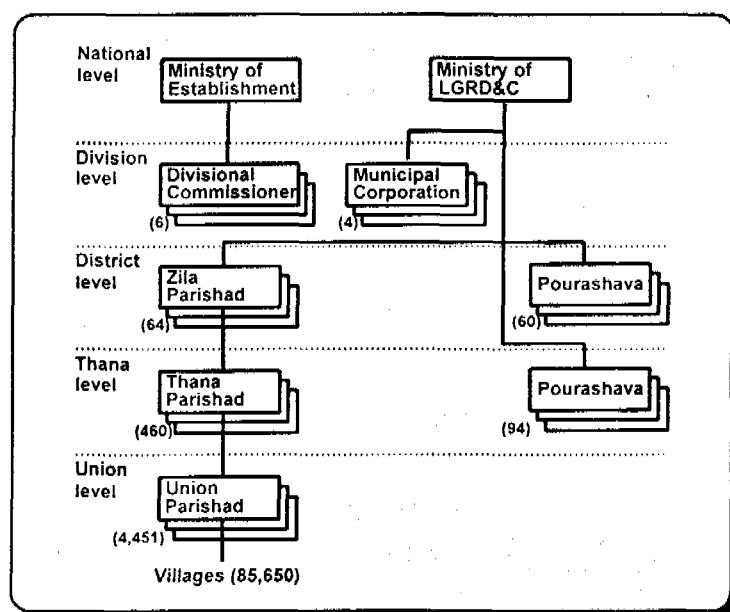 National
level
Ministry of
Establishment
Ministry of
LGRD&C
Division
level
Divisional
Commissioner
(6)
Municipal
Corporation
(4)
District
level
Zila
Parishad
(64)
Pourashava
(60)
Thana
level
Thana
Parishad
(460)
Pourashava
(94)
Union
level
Union
Parishad
(4,451)
Villages (85,650)